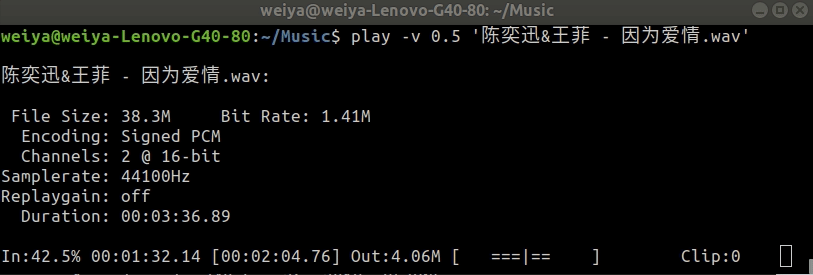 weiya@weiya-Lenovo-G40-80: ~/Music
weiya@weiya-Lenovo-G40-80:~/Music$ play -v 0.5 '陈奕迅&王菲 - 因为爱情.wav'
陈奕迅&王菲 - 因为爱情.wav:
File Size: 38.3M     Bit Rate: 1.41M
Encoding: Signed PCM
Channels: 2 @ 16-bit
Samplerate: 44100Hz
Replaygain: off
Duration: 00:03:36.89
In:42.5% 00:01:32.14 [00:02:04.76] Out:4.06M [   ===|==    ]        Clip:0